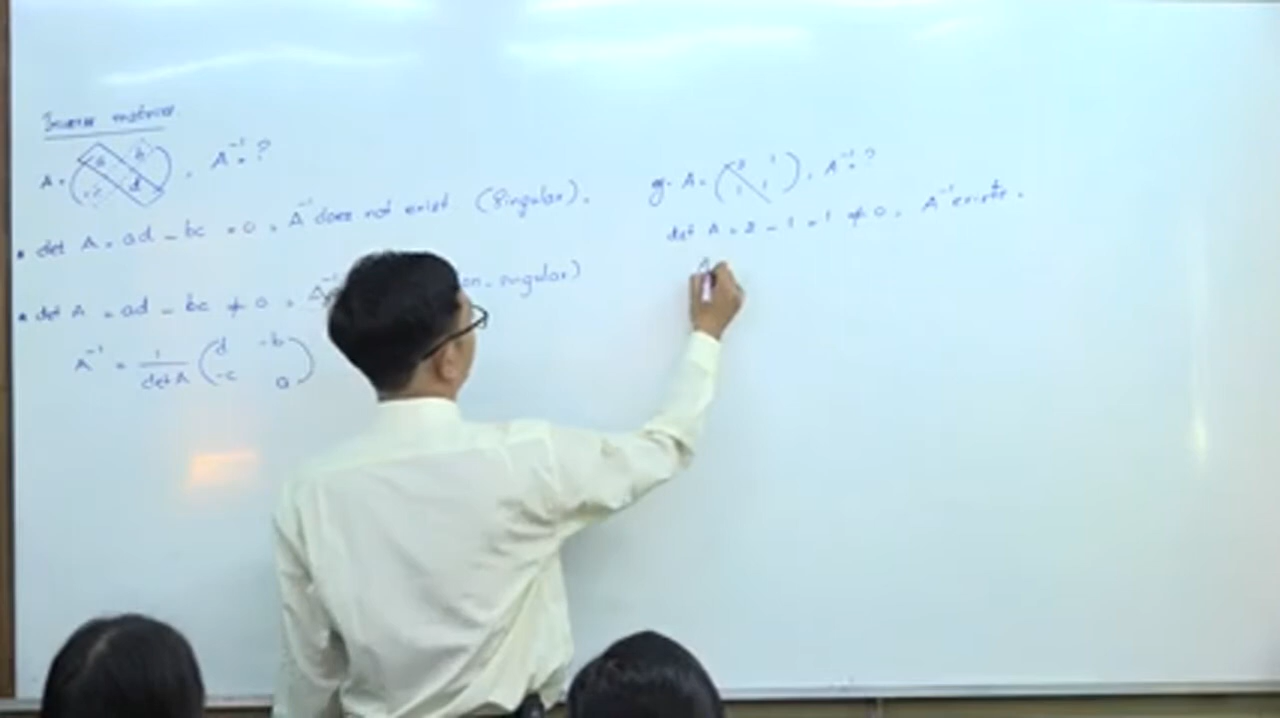 Inverse matrix
A = (a b
c d) , A⁻¹ = ?
* det A = ad - bc = 0 , A⁻¹ does not exist (Singular).
* det A = ad - bc ≠ 0 , A⁻¹ non-singular)
A⁻¹ = 1/det A (d -b
-c a)
eg. A = (2 1
1 1) , A⁻¹ = ?
det A = 2 - 1 = 1 ≠ 0 , A⁻¹ exists.
A